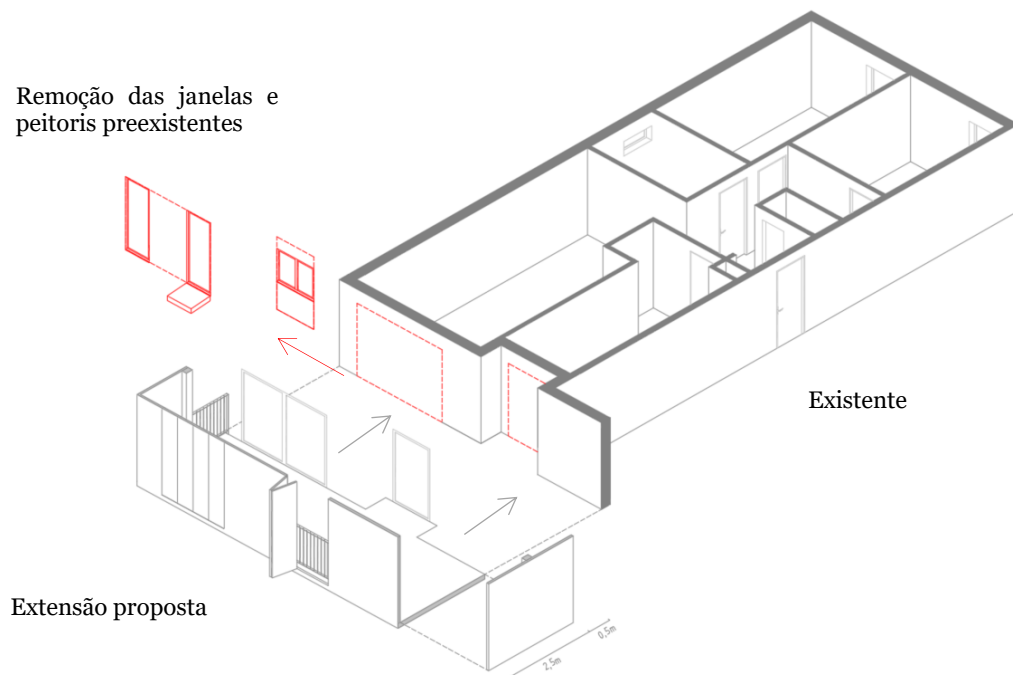 Remoção das janelas e
peitoris preexistentes
Existente
Extensão proposta
2,5m
0,5m